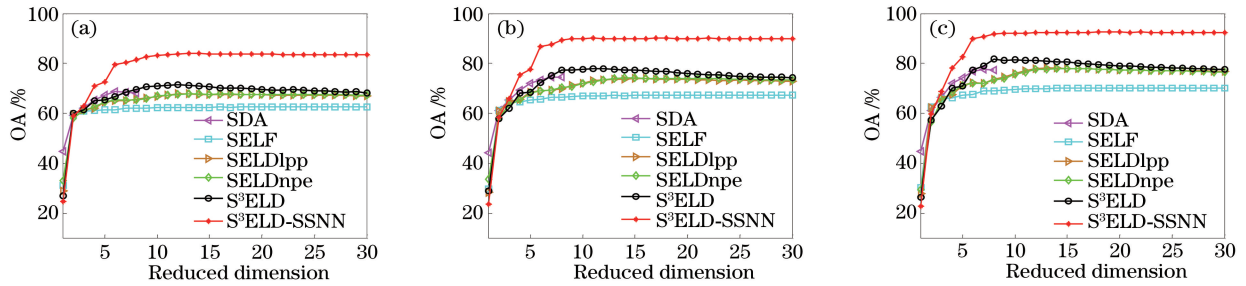 (a)
OA /%
100
80
60
40
20
SDA
SELF
SELDlpp
SELDnpe
S³ELD
S³ELD-SSNN
5 10 15 20 25 30
Reduced dimension
(b)
OA /%
100
80
60
40
20
SDA
SELF
SELDlpp
SELDnpe
S³ELD
S³ELD-SSNN
5 10 15 20 25 30
Reduced dimension
(c)
OA /%
100
80
60
40
20
SDA
SELF
SELDlpp
SELDnpe
S³ELD
S³ELD-SSNN
5 10 15 20 25 30
Reduced dimension